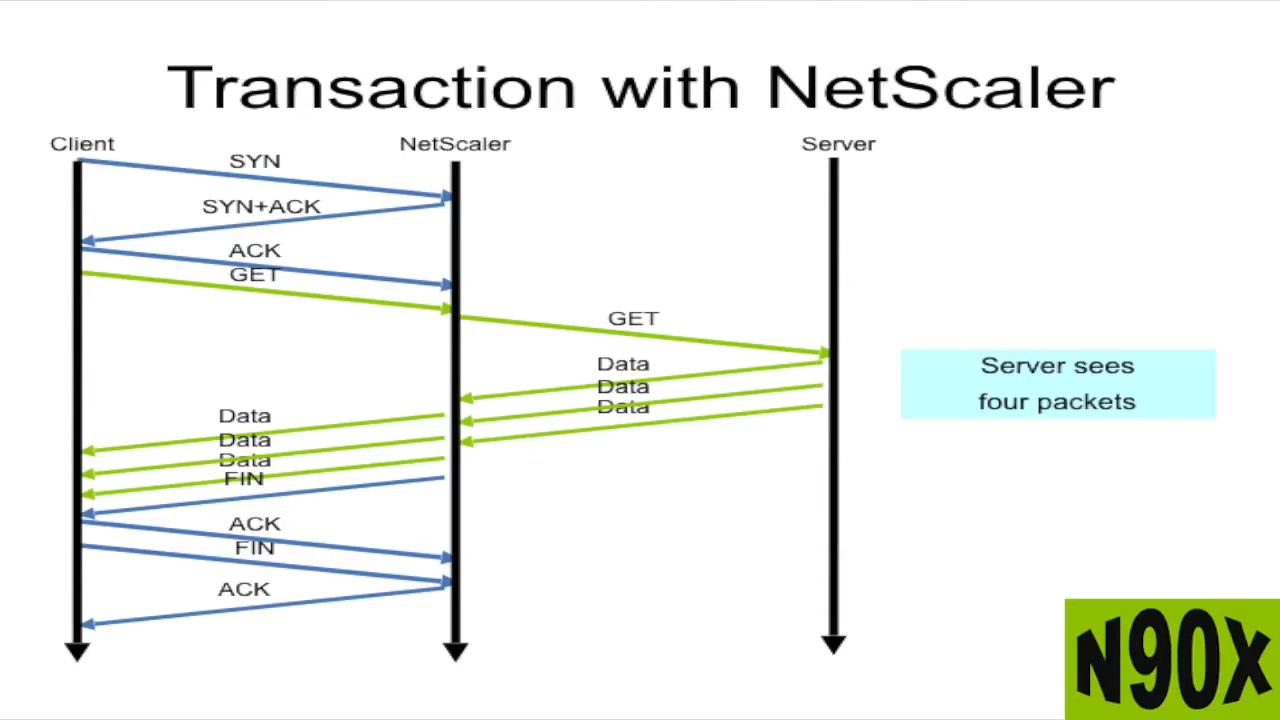 Transaction with NetScaler
Client
NetScaler
Server
SYN
SYN+ACK
ACK
GET
GET
Data
Data
Data
Server sees
four packets
Data
Data
Data
FIN
ACK
FIN
ACK
N90X